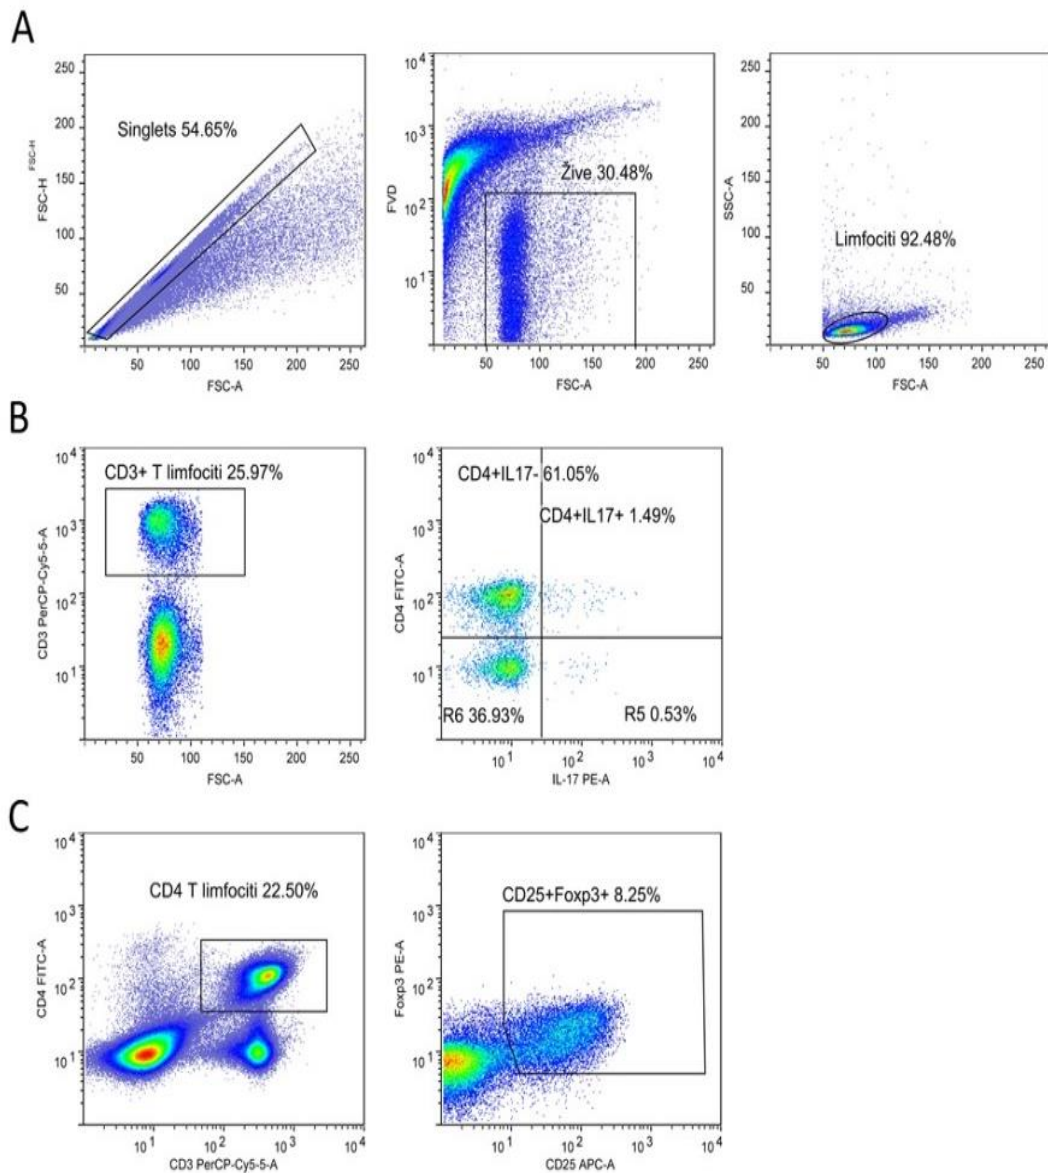 A
250
200
150
100
50
FSC-H
FSC-H
Singlets 54.65%
50 100 150 200 250
FSC-A
10^4
10^3
10^2
10^1
FVD
Žive 30.48%
50 100 150 200 250
FSC-A
250
200
150
100
50
SSC-A
Limfociti 92.48%
50 100 150 200 250
FSC-A
B
10^4
10^3
10^2
10^1
CD3 PerCP-Cy5-5-A
CD3+ T limfociti 25.97%
50 100 150 200 250
FSC-A
10^4
10^3
10^2
10^1
CD4 FITC-A
CD4+IL17- 61.05%
CD4+IL17+ 1.49%
R6 36.93%
R5 0.53%
10^1 10^2 10^3 10^4
IL-17 PE-A
C
10^4
10^3
10^2
10^1
CD4 FITC-A
CD4 T limfociti 22.50%
10^1 10^2 10^3 10^4
CD3 PerCP-Cy5-5-A
10^4
10^3
10^2
10^1
Foxp3 PE-A
CD25+Foxp3+ 8.25%
10^1 10^2 10^3 10^4
CD25 APC-A